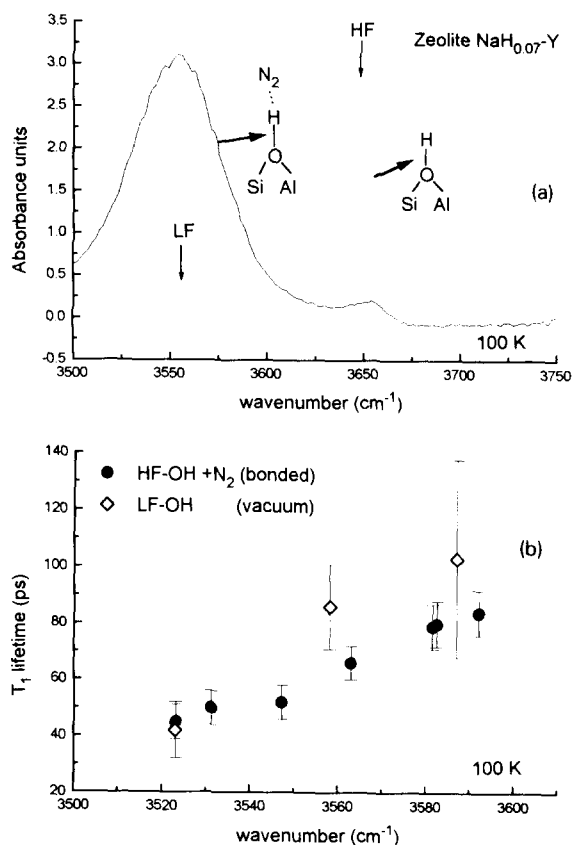 HF
Zeolite NaH0.07-Y
N2
H
O
Si Al
H
O
Si Al
(a)
LF
100 K
Absorbance units
3.5
3.0
2.5
2.0
1.5
1.0
0.5
0.0
-0.5
3500 3550 3600 3650 3700 3750
wavenumber (cm-1)
HF-OH +N2 (bonded)
LF-OH (vacuum)
(b)
T1 lifetime (ps)
140
120
100
80
60
40
20
100 K
3500 3520 3540 3560 3580 3600
wavenumber (cm-1)